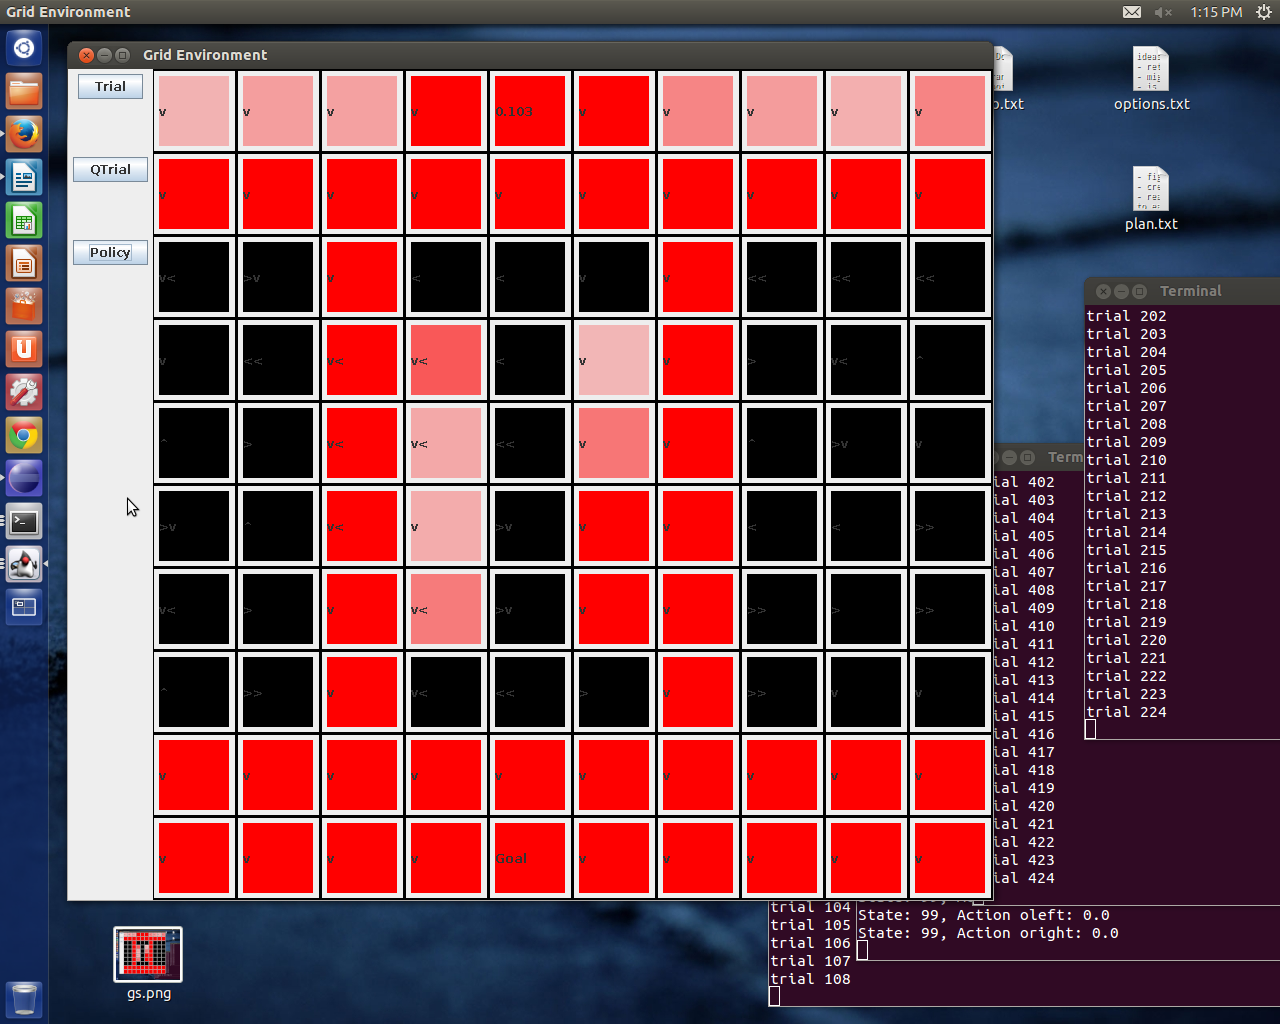 Grid Environment
1:15 PM
Grid Environment
Trial
v v v v 0.103 v v v v v
QTrial
v v v v v v v v v v
Policy
v< >v v < < v v << << <<
v << v< v< < v v > v< ^
^ > v< v< << v v ^ >v v
>v ^ v< v >v v v < < >>
v< > v v< >v v v >> > >>
^ >> v v< << > v >> v v
v v v v v v v v v v
v v v v Goal v v v v v
options.txt
plan.txt
Terminal
trial 202
trial 203
trial 204
trial 205
trial 206
trial 207
trial 208
trial 209
trial 210
trial 211
trial 212
trial 213
trial 214
trial 215
trial 216
trial 217
trial 218
trial 219
trial 220
trial 221
trial 222
trial 223
trial 224
ial 402
ial 403
ial 404
ial 405
ial 406
ial 407
ial 408
ial 409
ial 410
ial 411
ial 412
ial 413
ial 414
ial 415
ial 416
ial 417
ial 418
ial 419
ial 420
ial 421
ial 422
ial 423
ial 424
trial 104
trial 105
trial 106
trial 107
trial 108
State: 99, Action oleft: 0.0
State: 99, Action oright: 0.0
gs.png